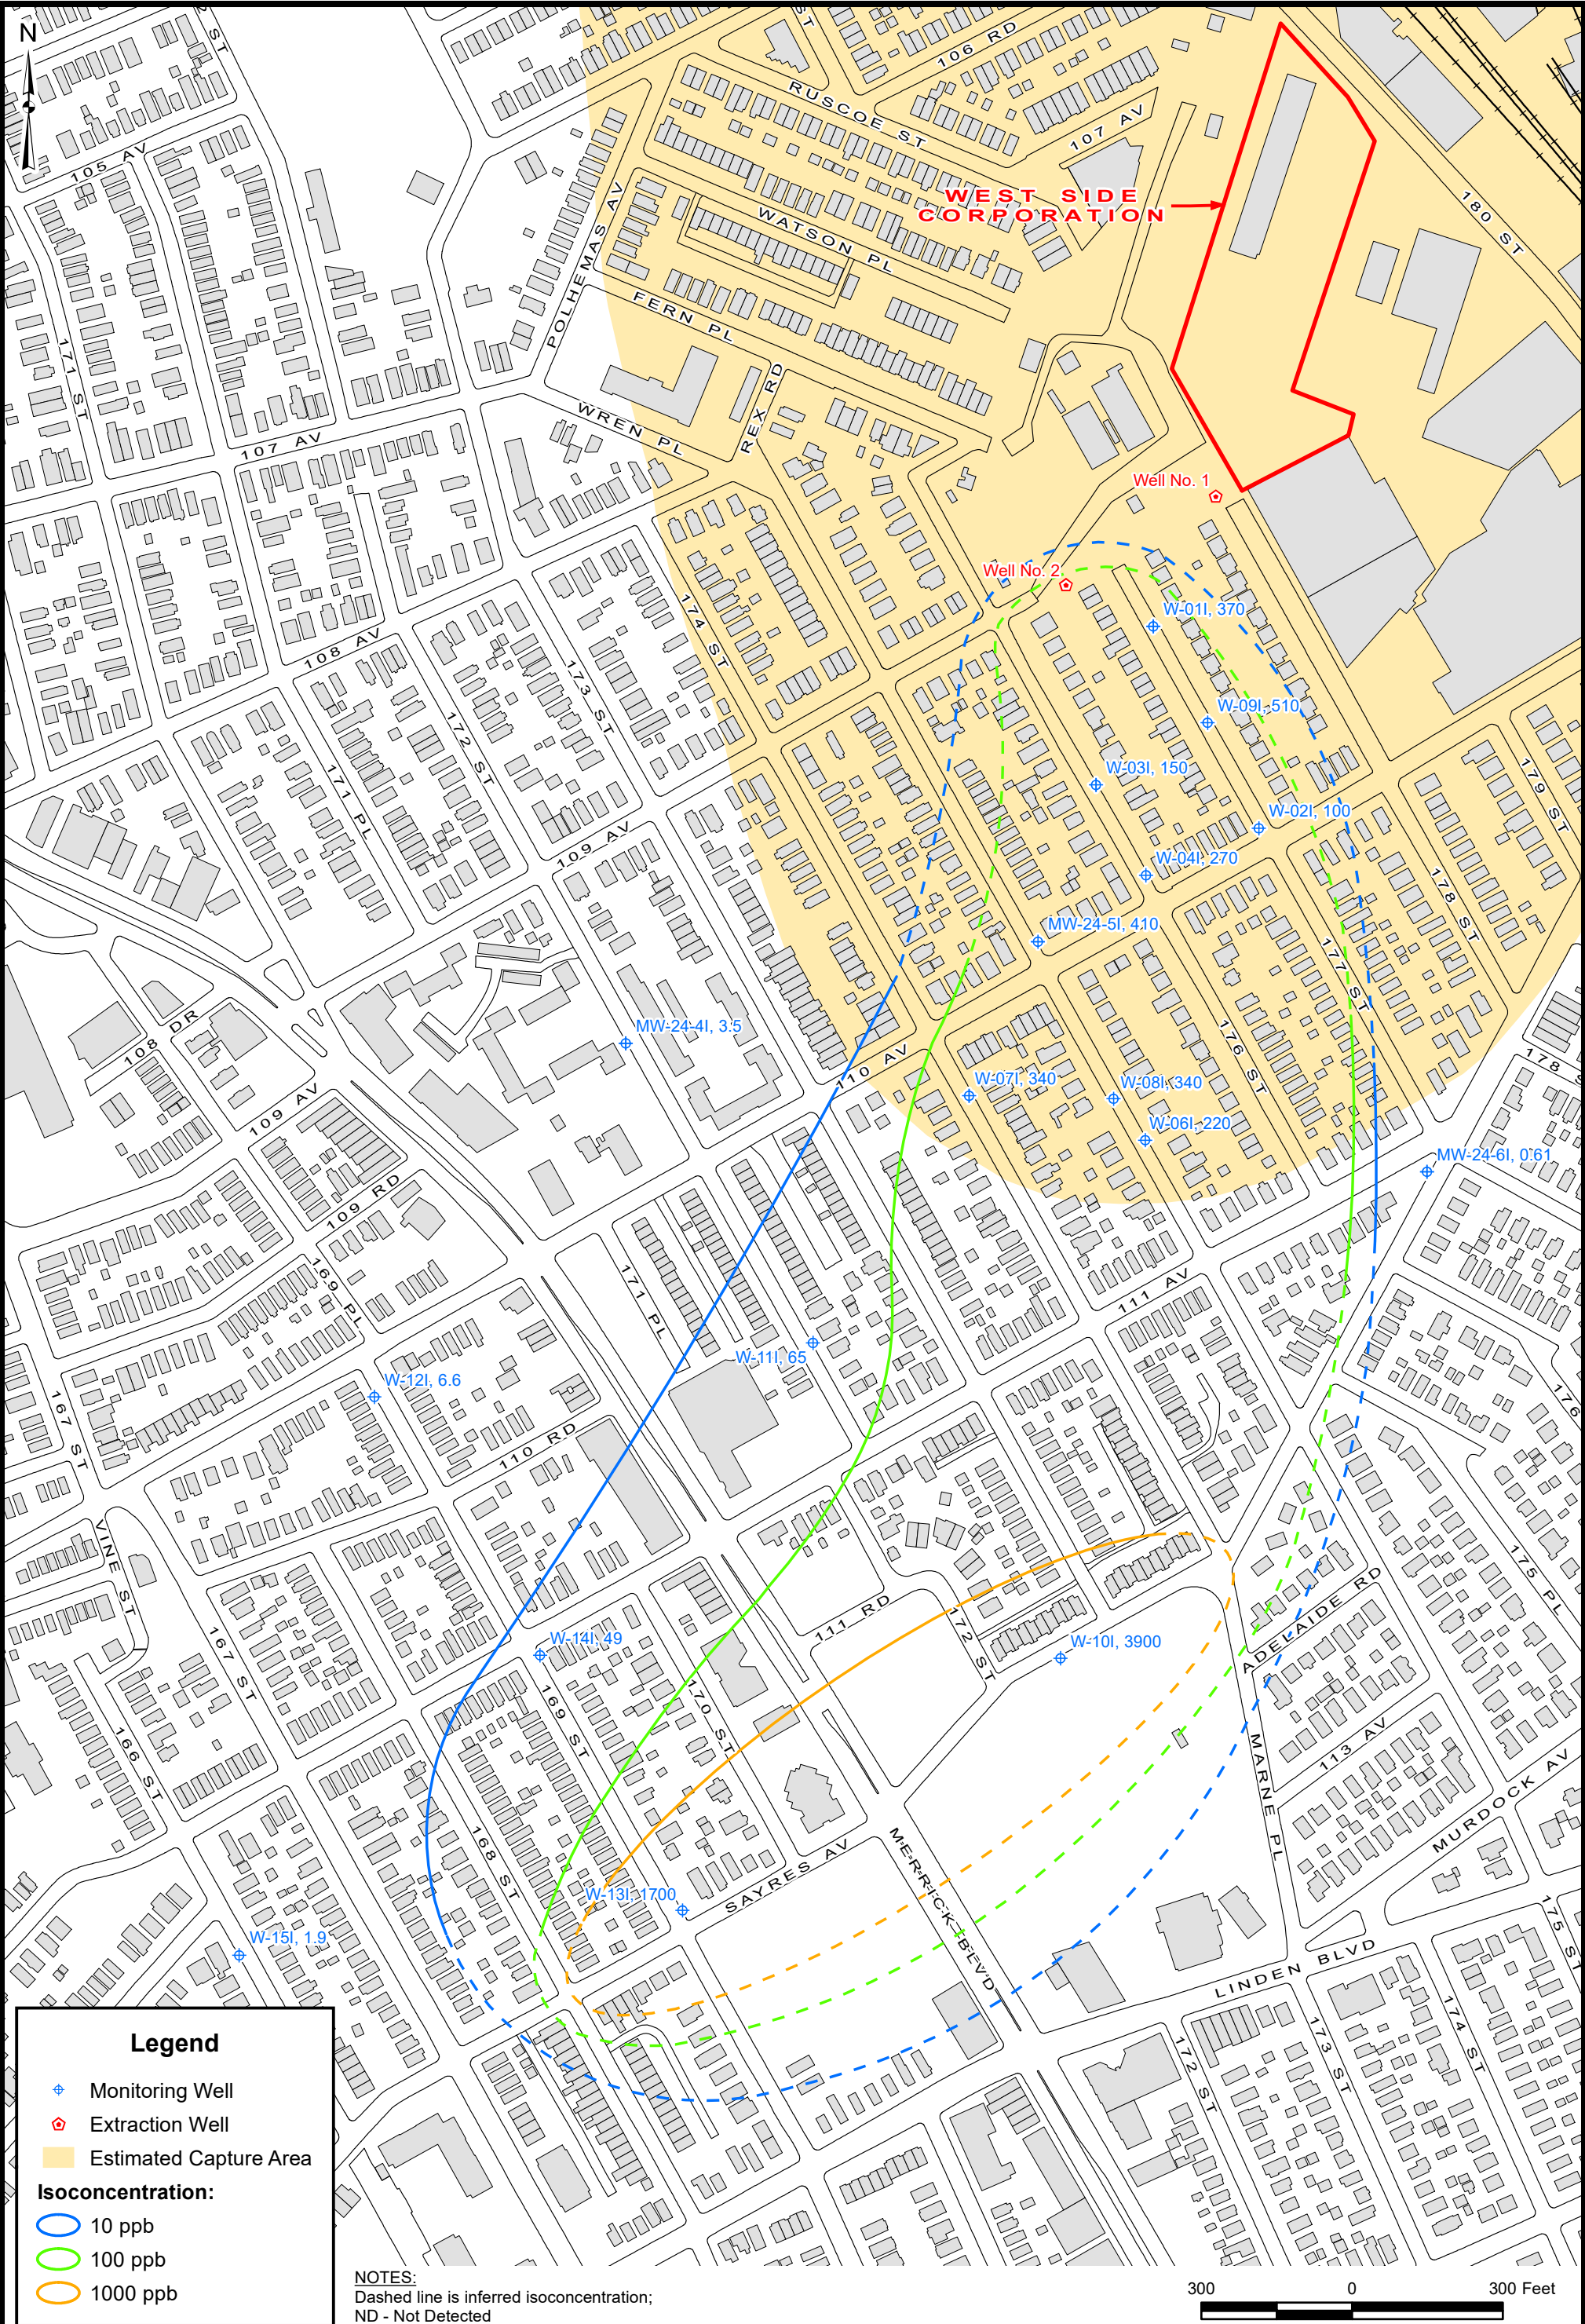 N
ST
ST
106 RD
RUSCOE ST
107 AV
105 AV
WEST SIDE
CORPORATION
180 ST
POLHEMAS AV
WATSON PL
FERN PL
171 ST
REX RD
WREN PL
107 AV
Well No. 1
Well No. 2
W-01I, 370
174 ST
108 AV
173 ST
172 ST
W-09I, 510
171 PL
W-03I, 150
179 ST
W-02I, 100
109 AV
W-04I, 270
178 ST
MW-24-5I, 410
177 ST
108 DR
MW-24-4I, 3.5
176 ST
110 AV
178 S
109 AV
W-07I, 340
W-08I, 340
W-06I, 220
MW-24-6I, 0.61
109 RD
169 PL
171 PL
111 AV
W-11I, 65
W-12I, 6.6
167 ST
176
110 RD
VINE ST
175 PL
111 RD
172 ST
ADELAIDE RD
W-14I, 49
W-10I, 3900
167 ST
169 ST
170 ST
166 ST
113 AV
MARNE PL
MURDOCK AV
168 ST
SAYRES AV
MERRICK BLVD
W-13I, 1700
175 ST
W-15I, 1.9
LINDEN BLVD
172 ST
173 ST
174 ST
Legend
Monitoring Well
Extraction Well
Estimated Capture Area
Isoconcentration:
10 ppb
100 ppb
1000 ppb
NOTES:
Dashed line is inferred isoconcentration;
ND - Not Detected
300 0 300 Feet